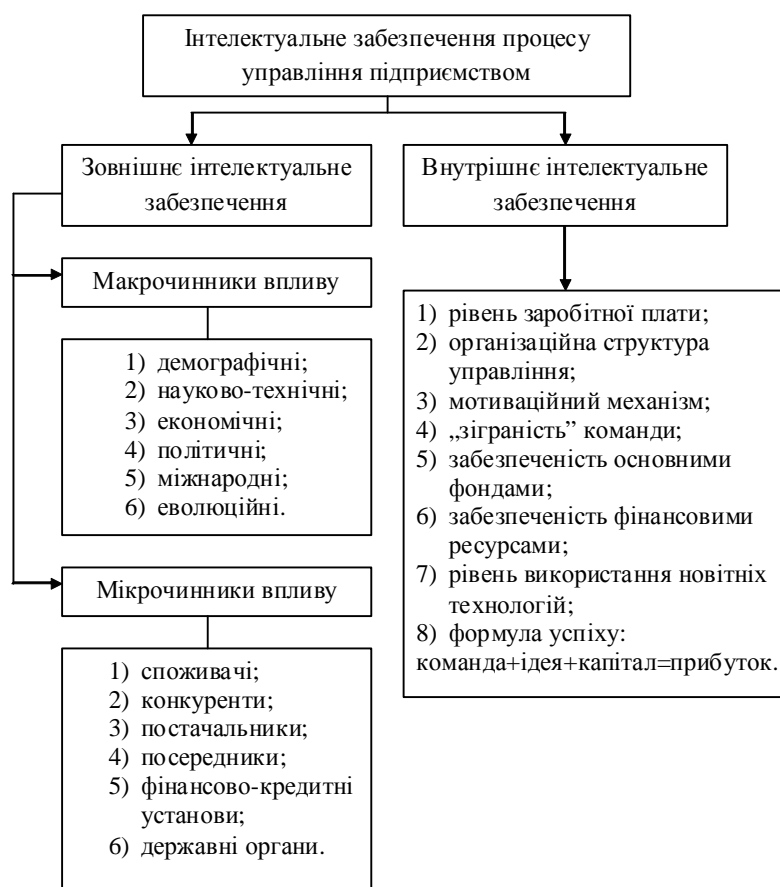 Інтелектуальне забезпечення процесу
управління підприємством
Зовнішнє інтелектуальне
забезпечення
Макрочинники впливу
1) демографічні;
2) науково-технічні;
3) економічні;
4) політичні;
5) міжнародні;
6) еволюційні.
Мікрочинники впливу
1) споживачі;
2) конкуренти;
3) постачальники;
4) посередники;
5) фінансово-кредитні
установи;
6) державні органи.
Внутрішнє інтелектуальне
забезпечення
1) рівень заробітної плати;
2) організаційна структура
управління;
3) мотиваційний механізм;
4) „зіграність” команди;
5) забезпеченість основними
фондами;
6) забезпеченість фінансовими
ресурсами;
7) рівень використання новітніх
технологій;
8) формула успіху:
команда+ідея+капітал=прибуток.